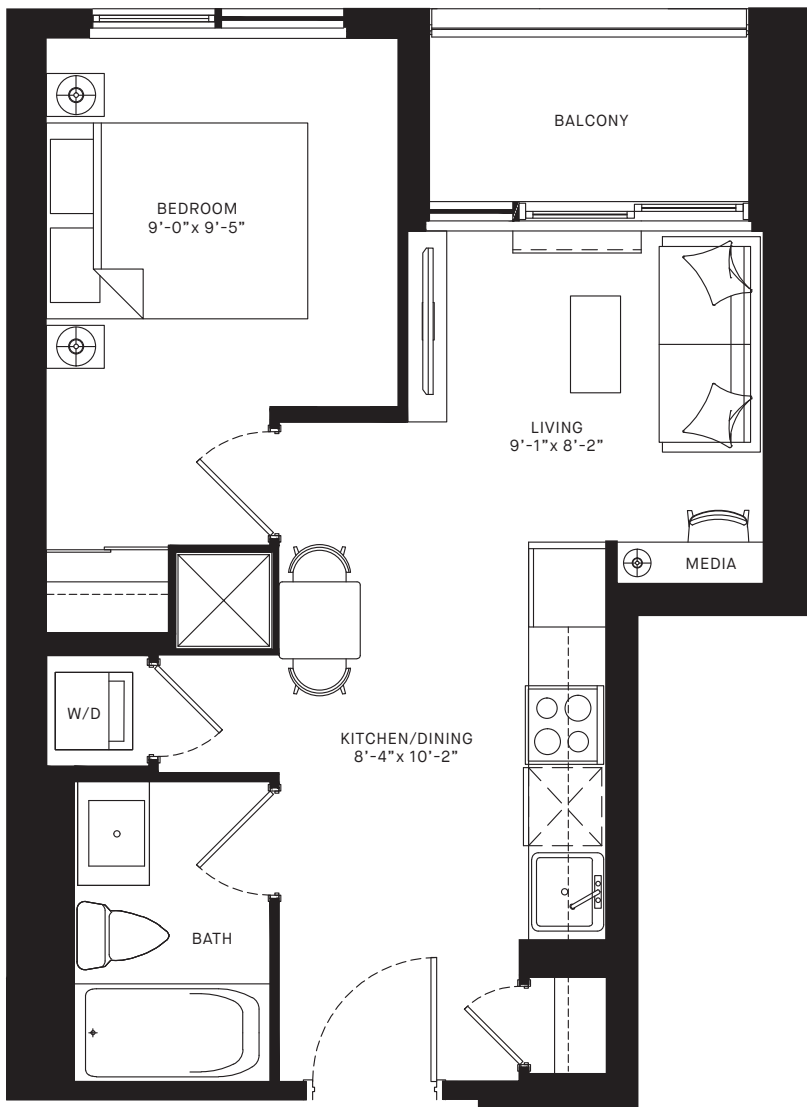 BALCONY
BEDROOM
9’-0”x 9’-5”
LIVING
9’-1”x 8’-2”
MEDIA
W/D
KITCHEN/DINING
8’-4”x 10’-2”
BATH